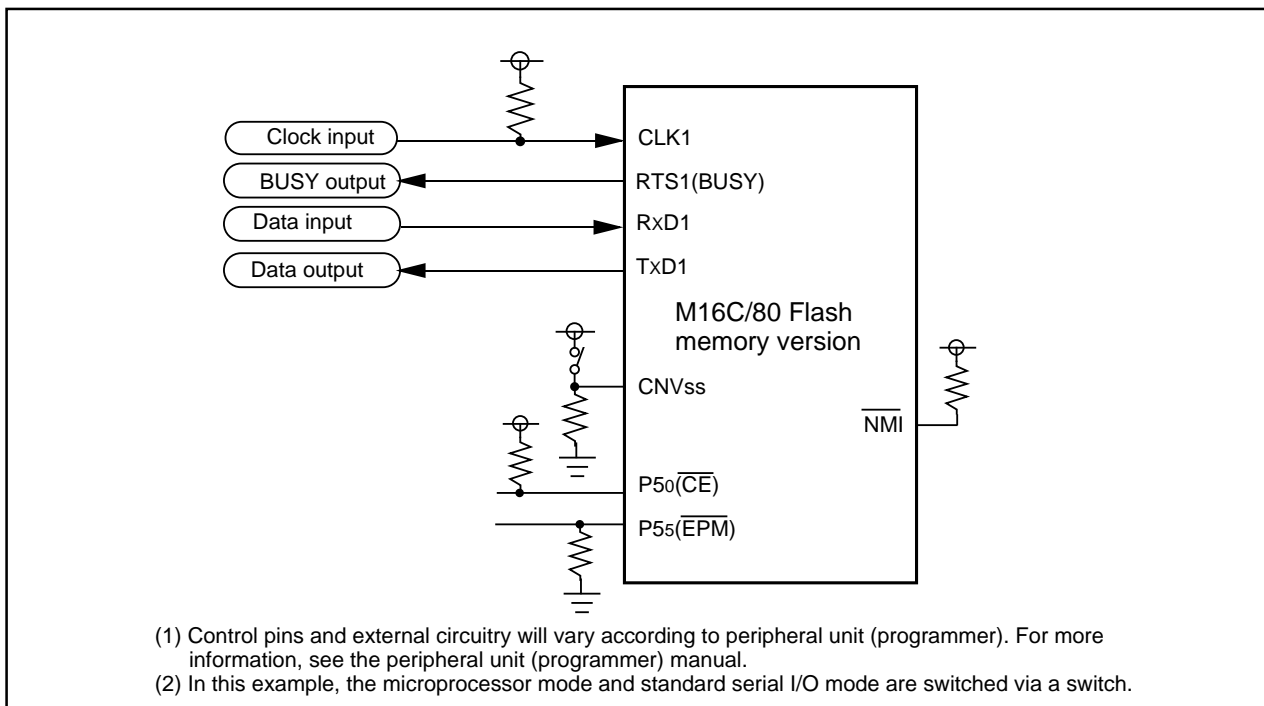 Clock input
CLK1
BUSY output
RTS1(BUSY)
Data input
RxD1
Data output
TxD1
M16C/80 Flash
memory version
CNVss
NMI
P50(CE)
P55(EPM)
(1) Control pins and external circuitry will vary according to peripheral unit (programmer). For more
information, see the peripheral unit (programmer) manual.
(2) In this example, the microprocessor mode and standard serial I/O mode are switched via a switch.